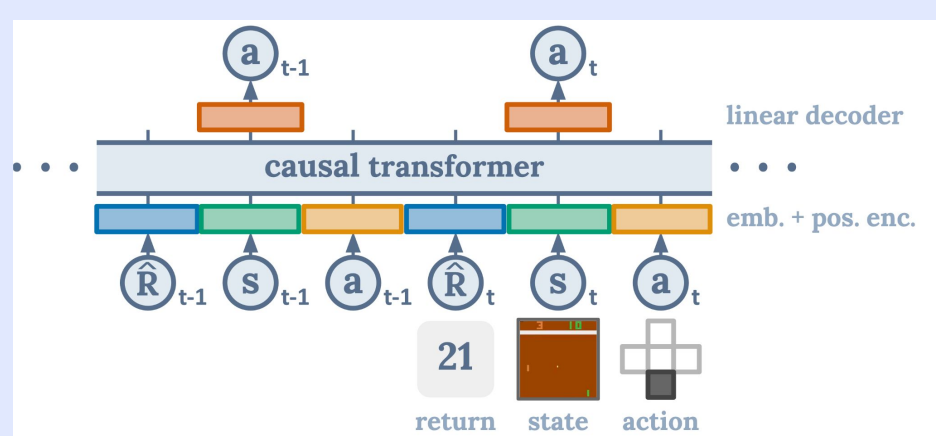 a t-1 a t
linear decoder
• • • causal transformer • • •
emb. + pos. enc.
R̂ t-1 s t-1 a t-1 R̂ t s t a t
3 10
21
return state action